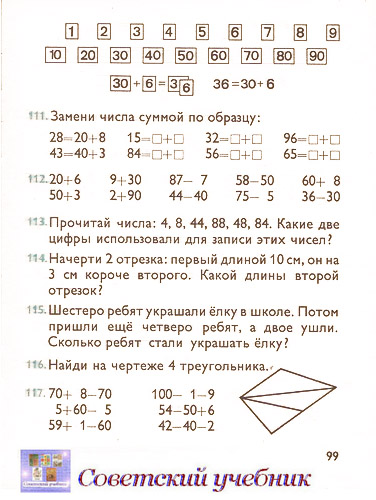 1 2 3 4 5 6 7 8 9
10 20 30 40 50 60 70 80 90
30 + 6 = 36 36=30+6
111. Замени числа суммой по образцу:
28=20+8 15=□+□ 32=□+□ 96=□+□
43=40+3 84=□+□ 56=□+□ 65=□+□
112. 20+6 9+30 87− 7 58−50 60+ 8
50+3 2+90 44−40 75− 5 36−30
113. Прочитай числа: 4, 8, 44, 88, 48, 84. Какие две
цифры использовали для записи этих чисел?
114. Начерти 2 отрезка: первый длиной 10 см, он на
3 см короче второго. Какой длины второй
отрезок?
115. Шестеро ребят украшали ёлку в школе. Потом
пришли ещё четверо ребят, а двое ушли.
Сколько ребят стали украшать ёлку?
116. Найди на чертеже 4 треугольника.
117. 70+ 8−70 100− 1−9
5+60− 5 54−50+6
59+ 1−60 42−40−2
99
Советский учебник